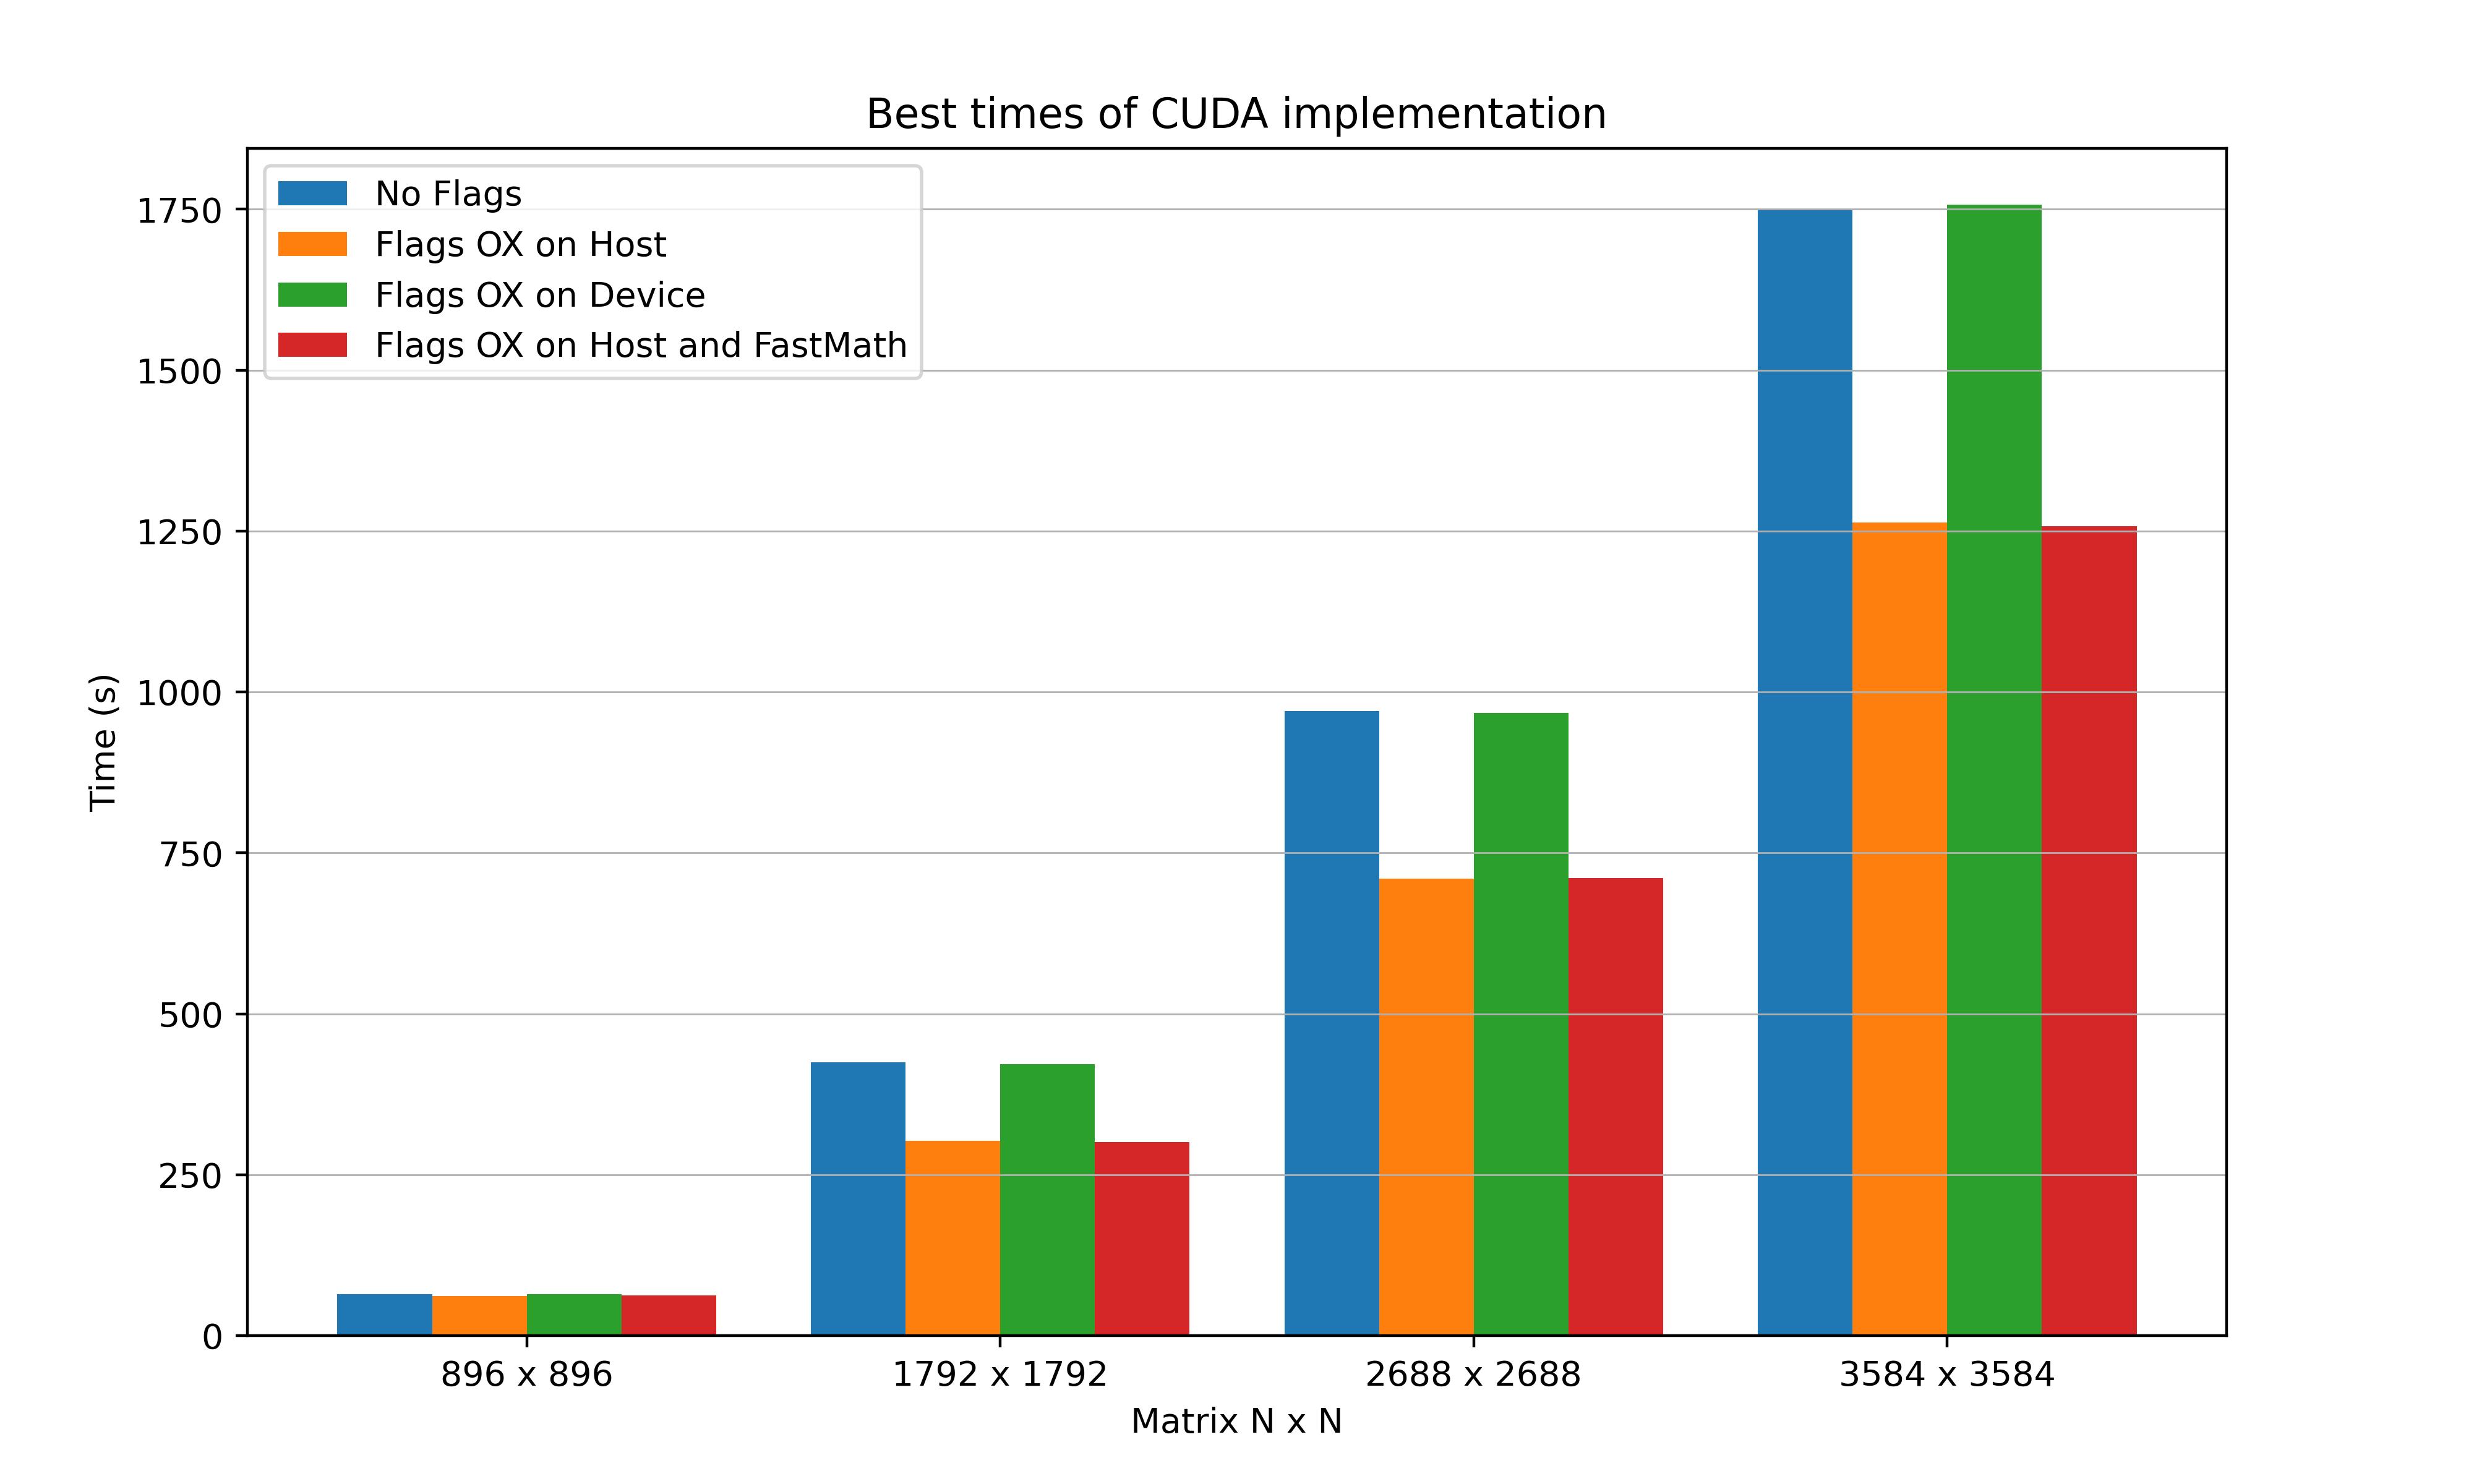 Best times of CUDA implementation
No Flags
Flags OX on Host
Flags OX on Device
Flags OX on Host and FastMath
1750
1500
1250
1000
750
500
250
0
Time (s)
896 x 896
1792 x 1792
2688 x 2688
3584 x 3584
Matrix N x N